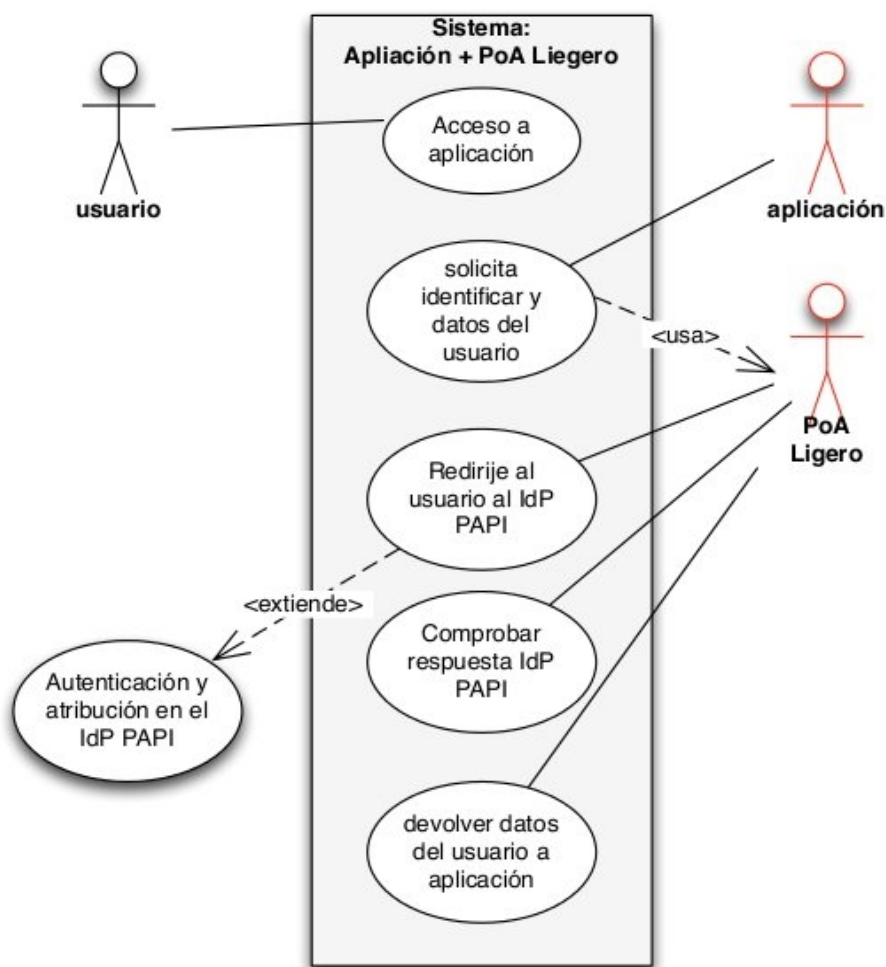 Sistema:
Apliación + PoA Liegero
usuario
Acceso a
aplicación
aplicación
solicita
identificar y
datos del
usuario
<usa>
PoA
Ligero
Redirije al
usuario al IdP
PAPI
<extiende>
Autenticación y
atribución en el
IdP PAPI
Comprobar
respuesta IdP
PAPI
devolver datos
del usuario a
aplicación